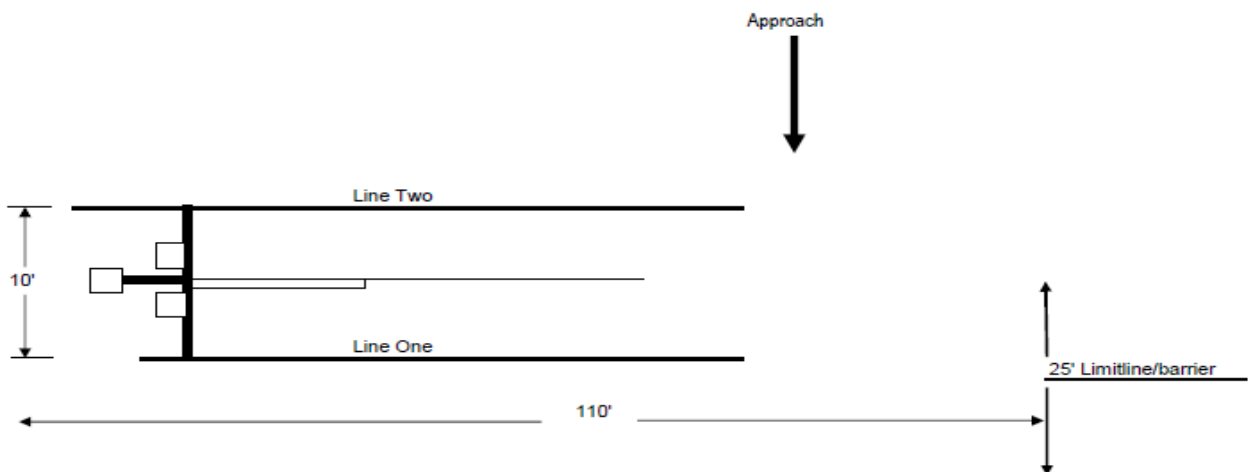 Approach
Line Two
10'
Line One
25' Limitline/barrier
110'